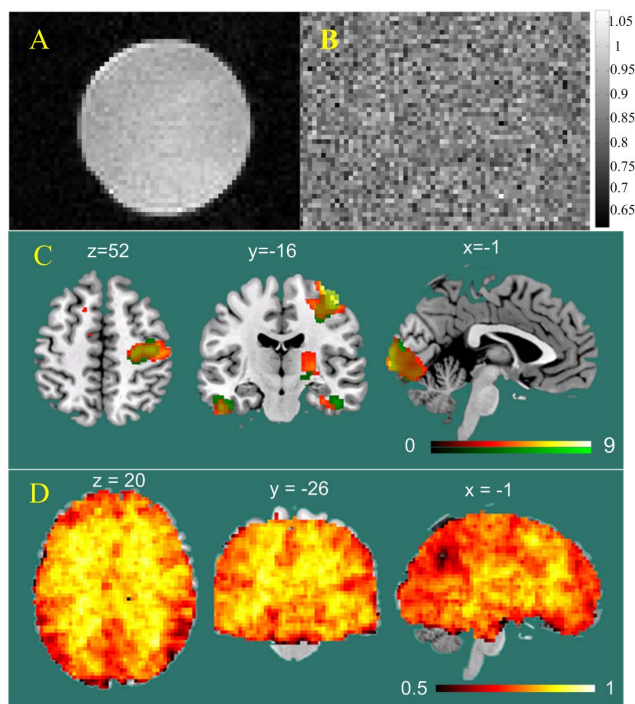 A
B
1.05
1
0.95
0.9
0.85
0.8
0.75
0.7
0.65
C
z=52
y=-16
x=-1
0
9
D
z = 20
y = -26
x = -1
0.5
1